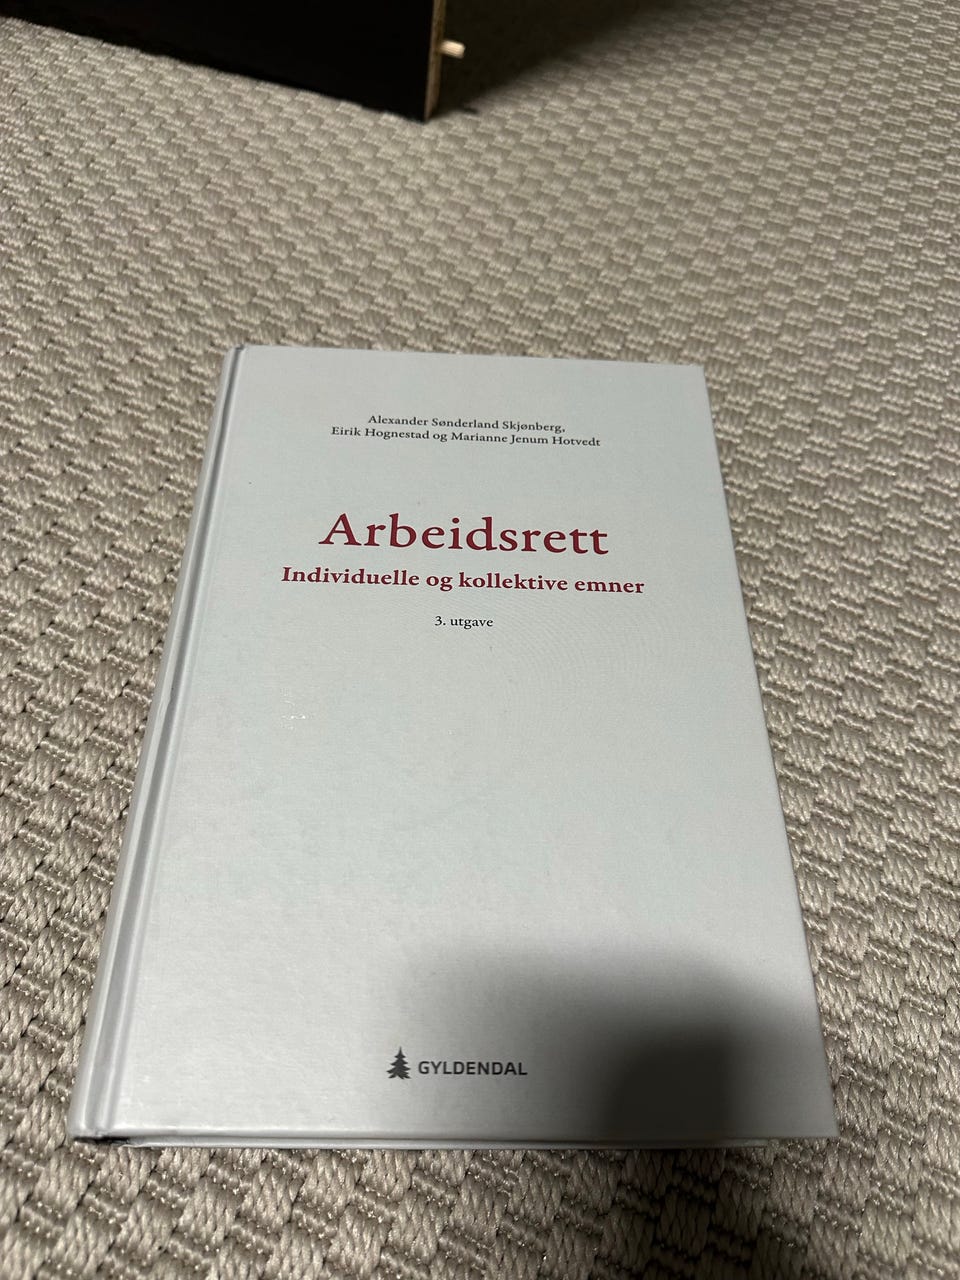 Alexander Sønderland Skjønberg,
Eirik Hognestad og Marianne Jenum Hotvedt
Arbeidsrett
Individuelle og kollektive emner
3. utgave
GYLDENDAL